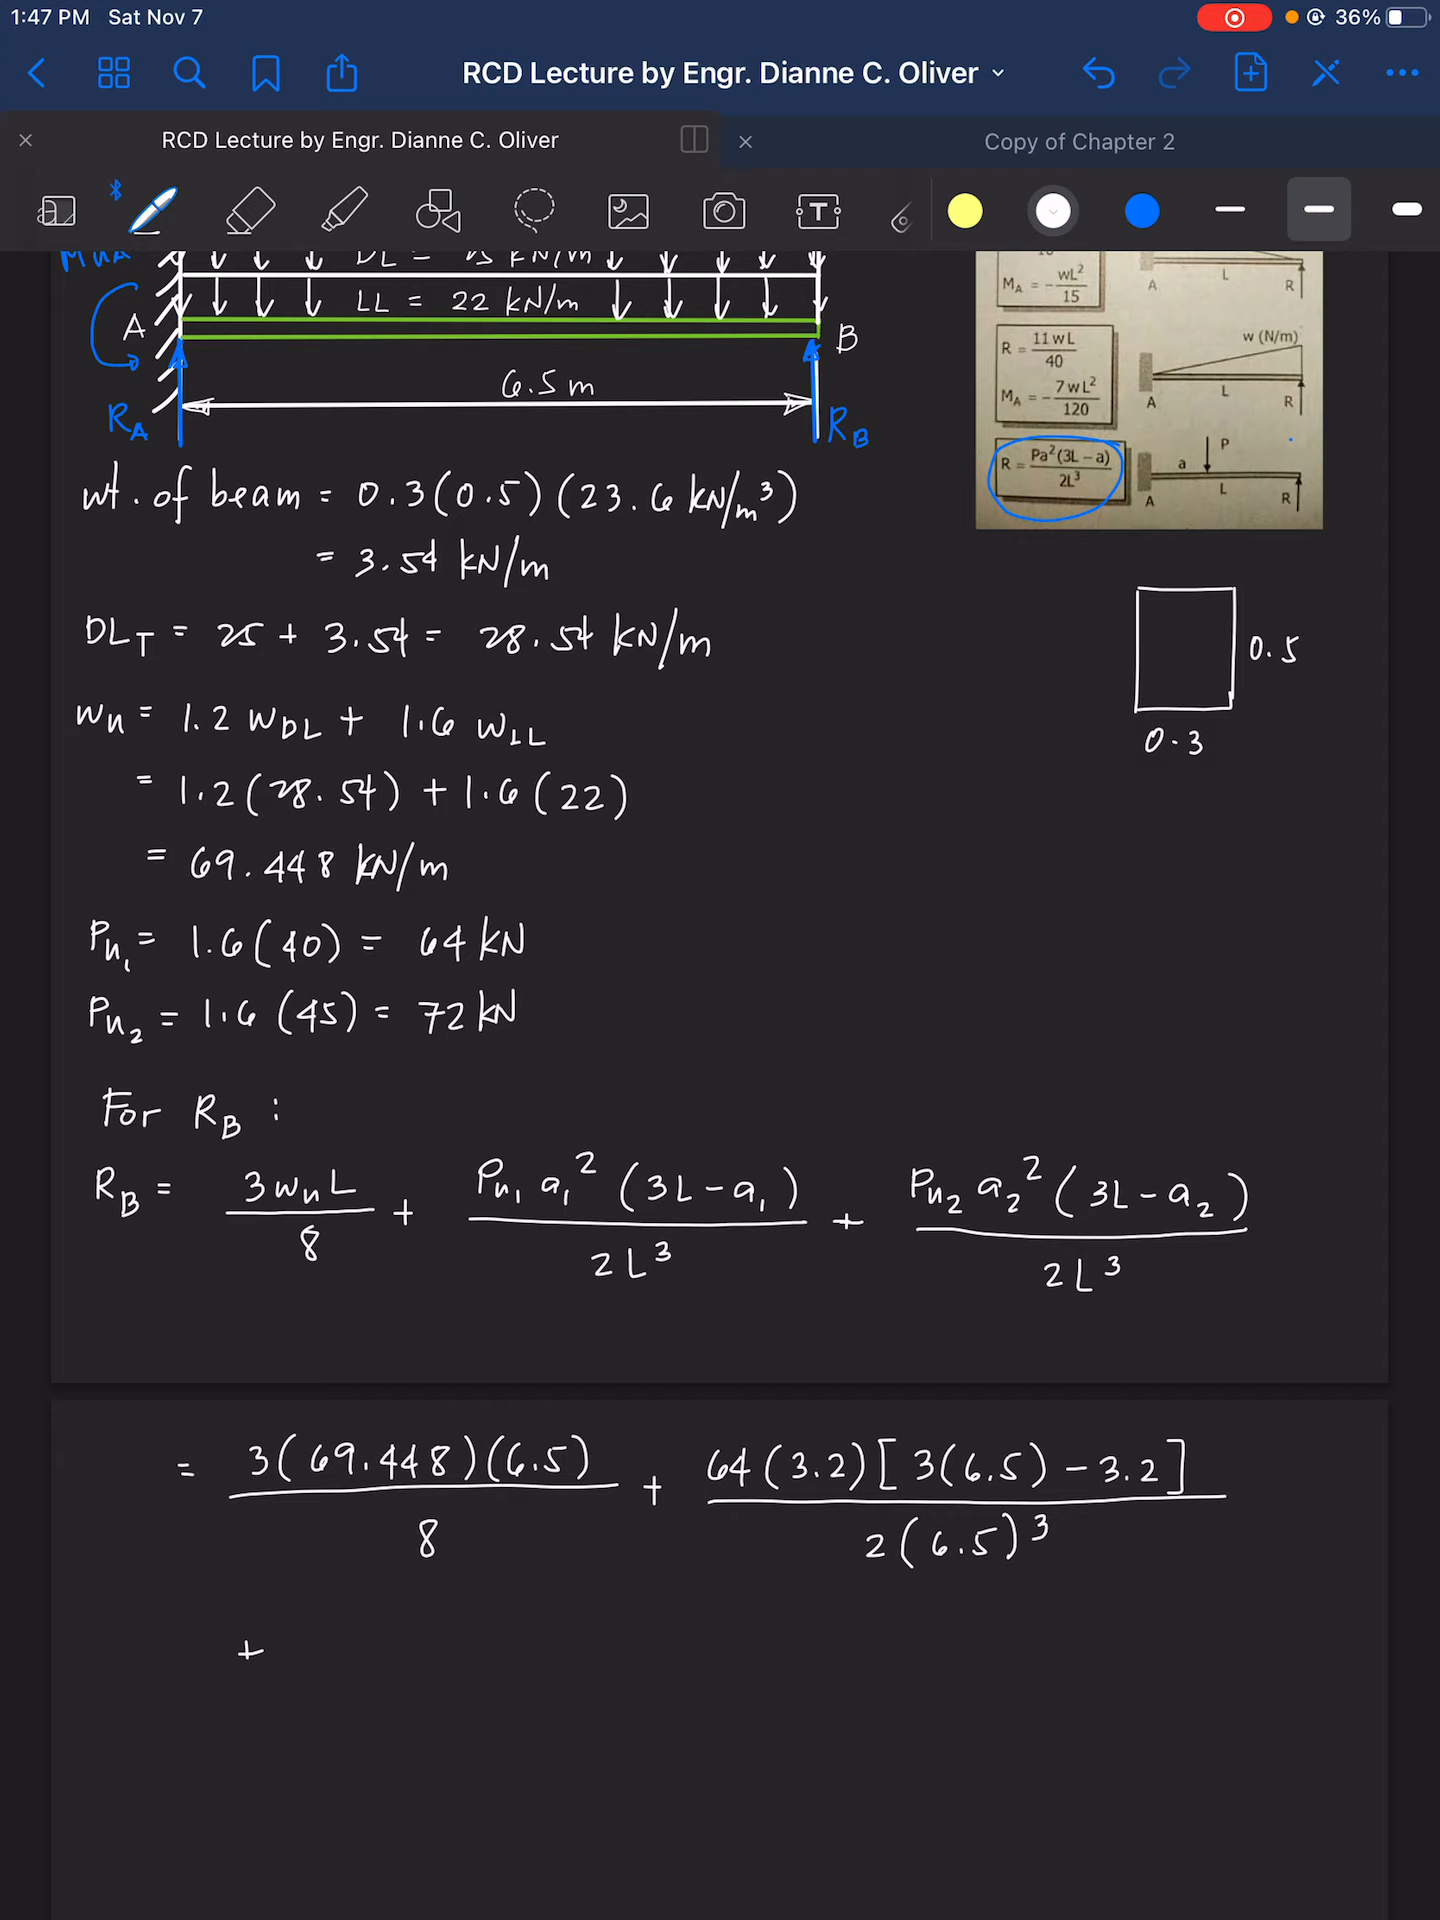 1:47 PM Sat Nov 7
36%
RCD Lecture by Engr. Dianne C. Oliver
RCD Lecture by Engr. Dianne C. Oliver
Copy of Chapter 2
T
MuA
DL = 25 kN/m
LL = 22 kN/m
A
B
6.5 m
RA
RB
MA = - wL²/15
A L R
R = 11wL/40
MA = - 7wL²/120
w (N/m)
A L R
R = Pa²(3L-a)/2L³
P
a
A L R
wt. of beam = 0.3(0.5)(23.6 kN/m³)
= 3.54 kN/m
DLT = 25 + 3.54 = 28.54 kN/m
0.5
0.3
wu = 1.2 wDL + 1.6 wLL
= 1.2(28.54) + 1.6(22)
= 69.448 kN/m
Pu₁ = 1.6(40) = 64 kN
Pu₂ = 1.6(45) = 72 kN
For RB :
RB = 3wuL/8 + Pu₁a₁²(3L-a₁)/2L³ + Pu₂a₂²(3L-a₂)/2L³
= 3(69.448)(6.5)/8 + 64(3.2)[3(6.5)-3.2]/2(6.5)³
+